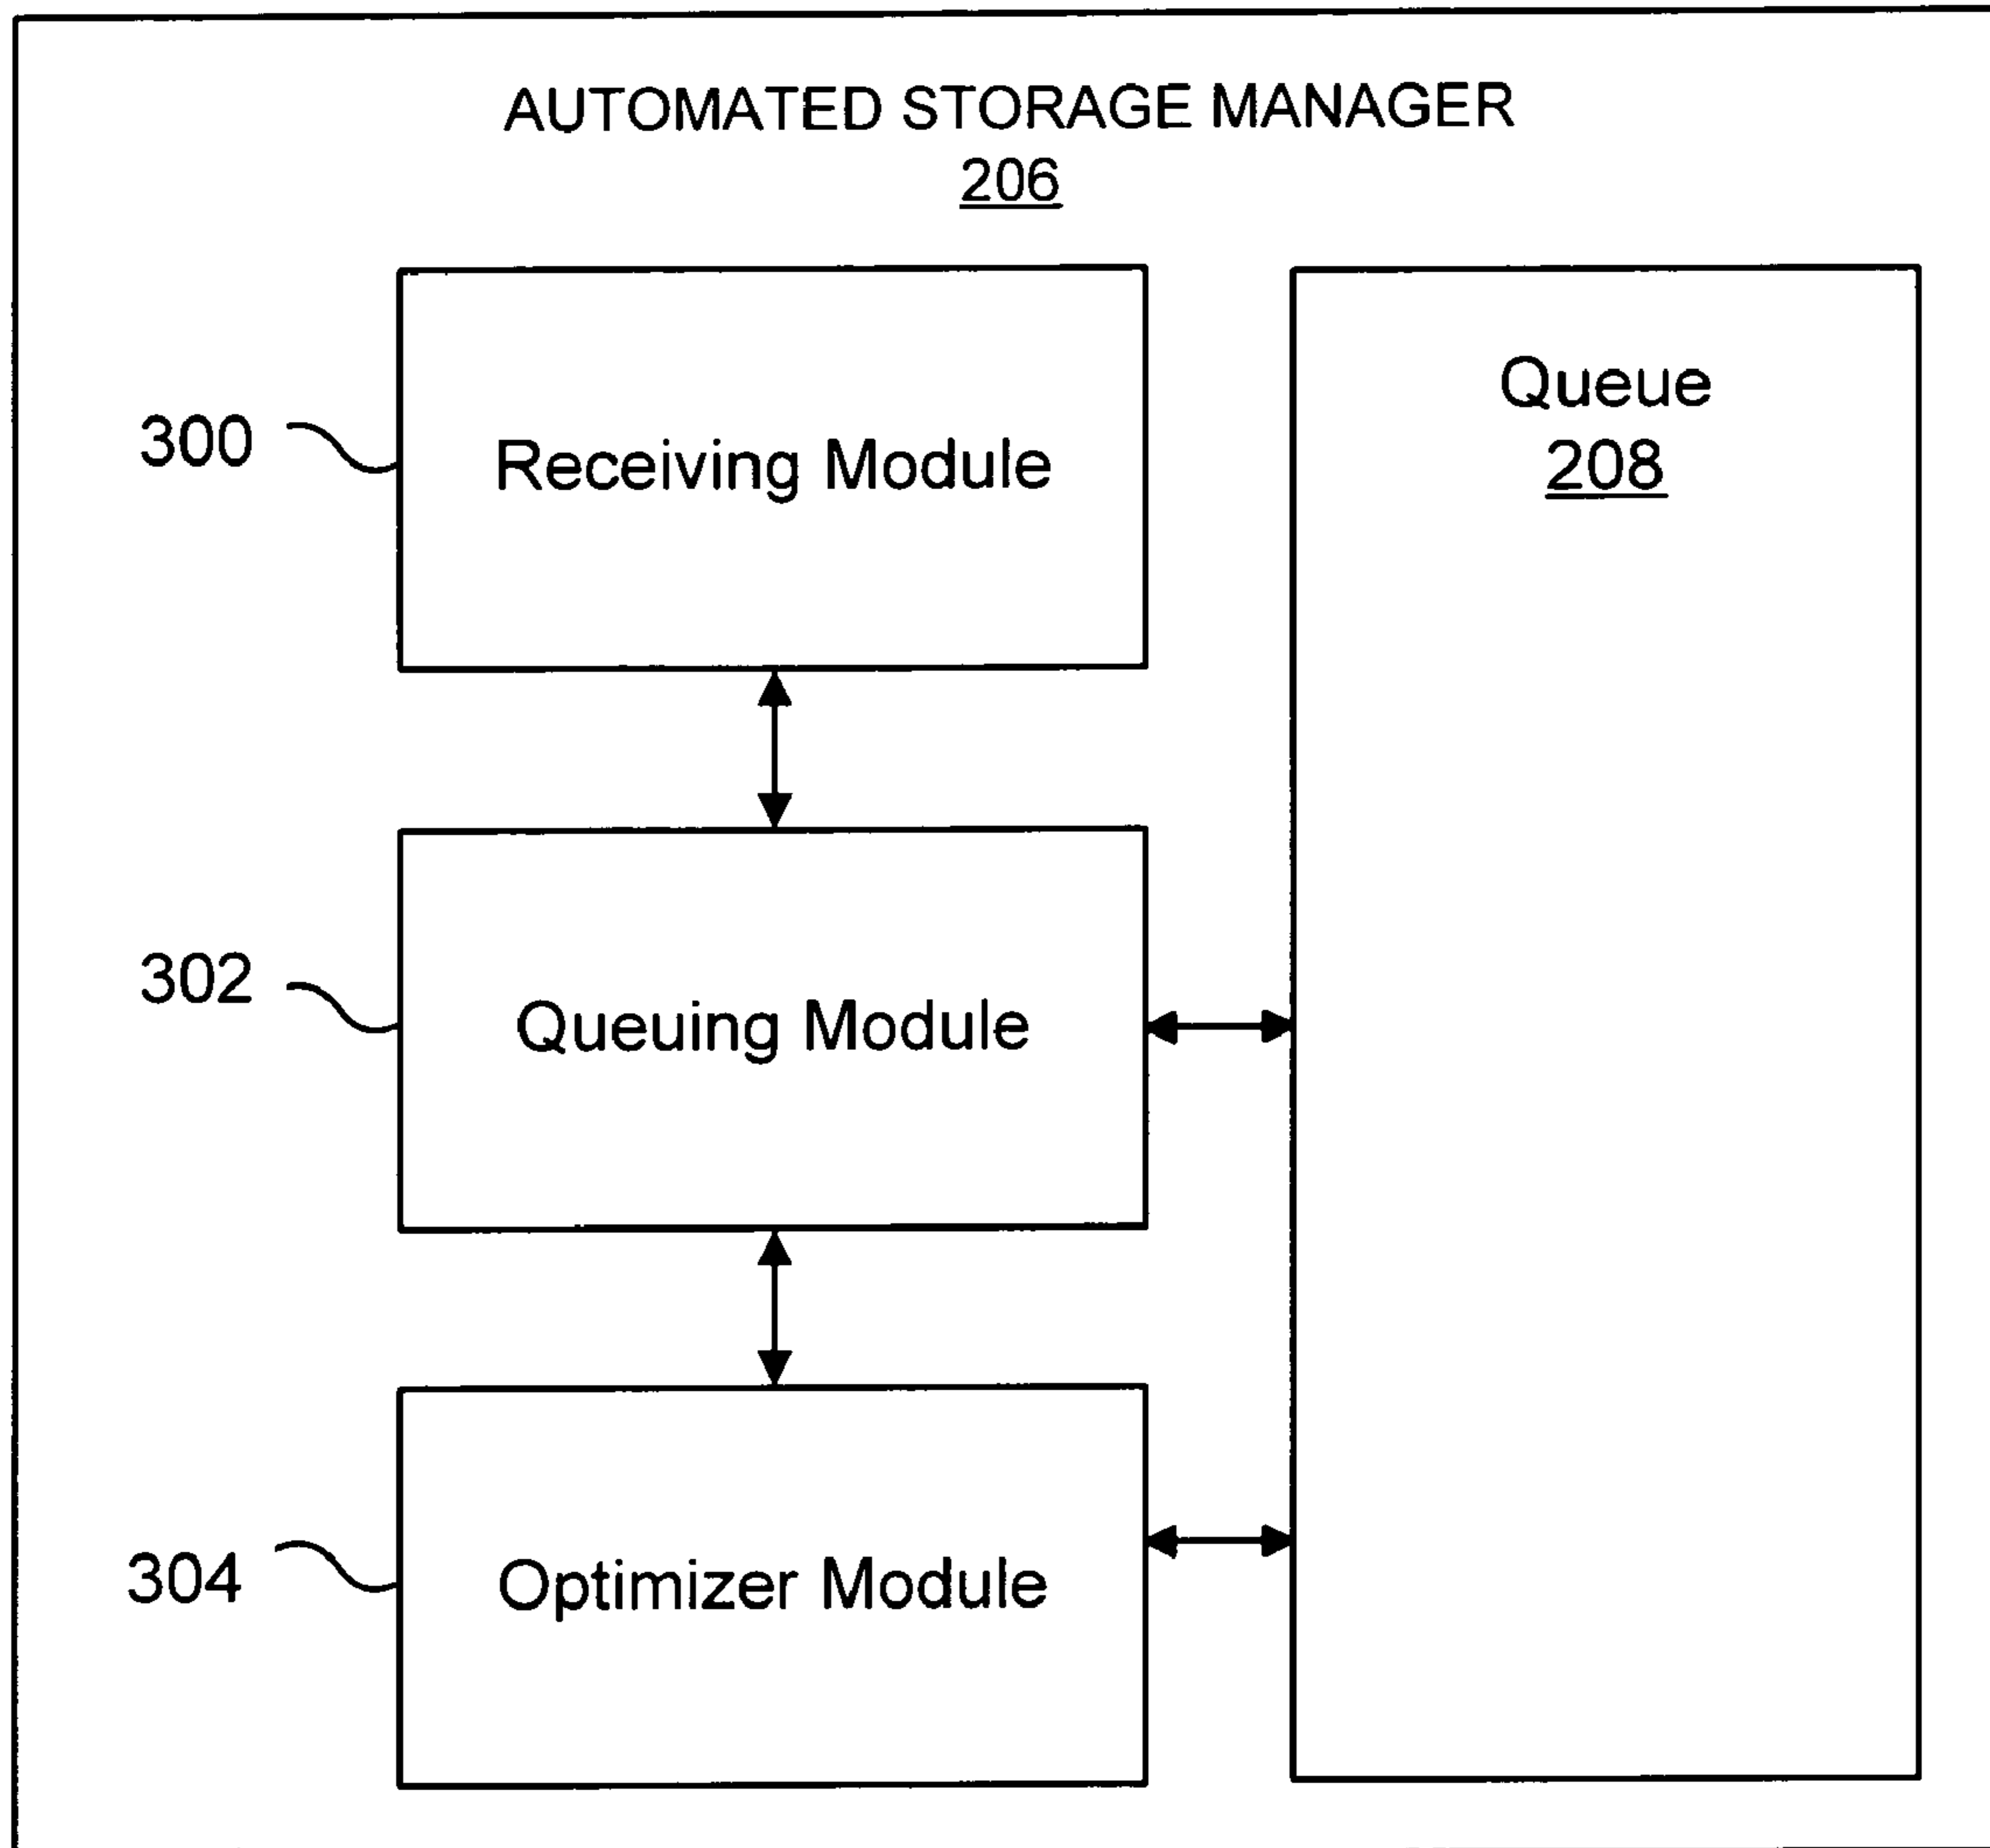 AUTOMATED STORAGE MANAGER
206
300
Receiving Module
Queue
208
302
Queuing Module
304
Optimizer Module